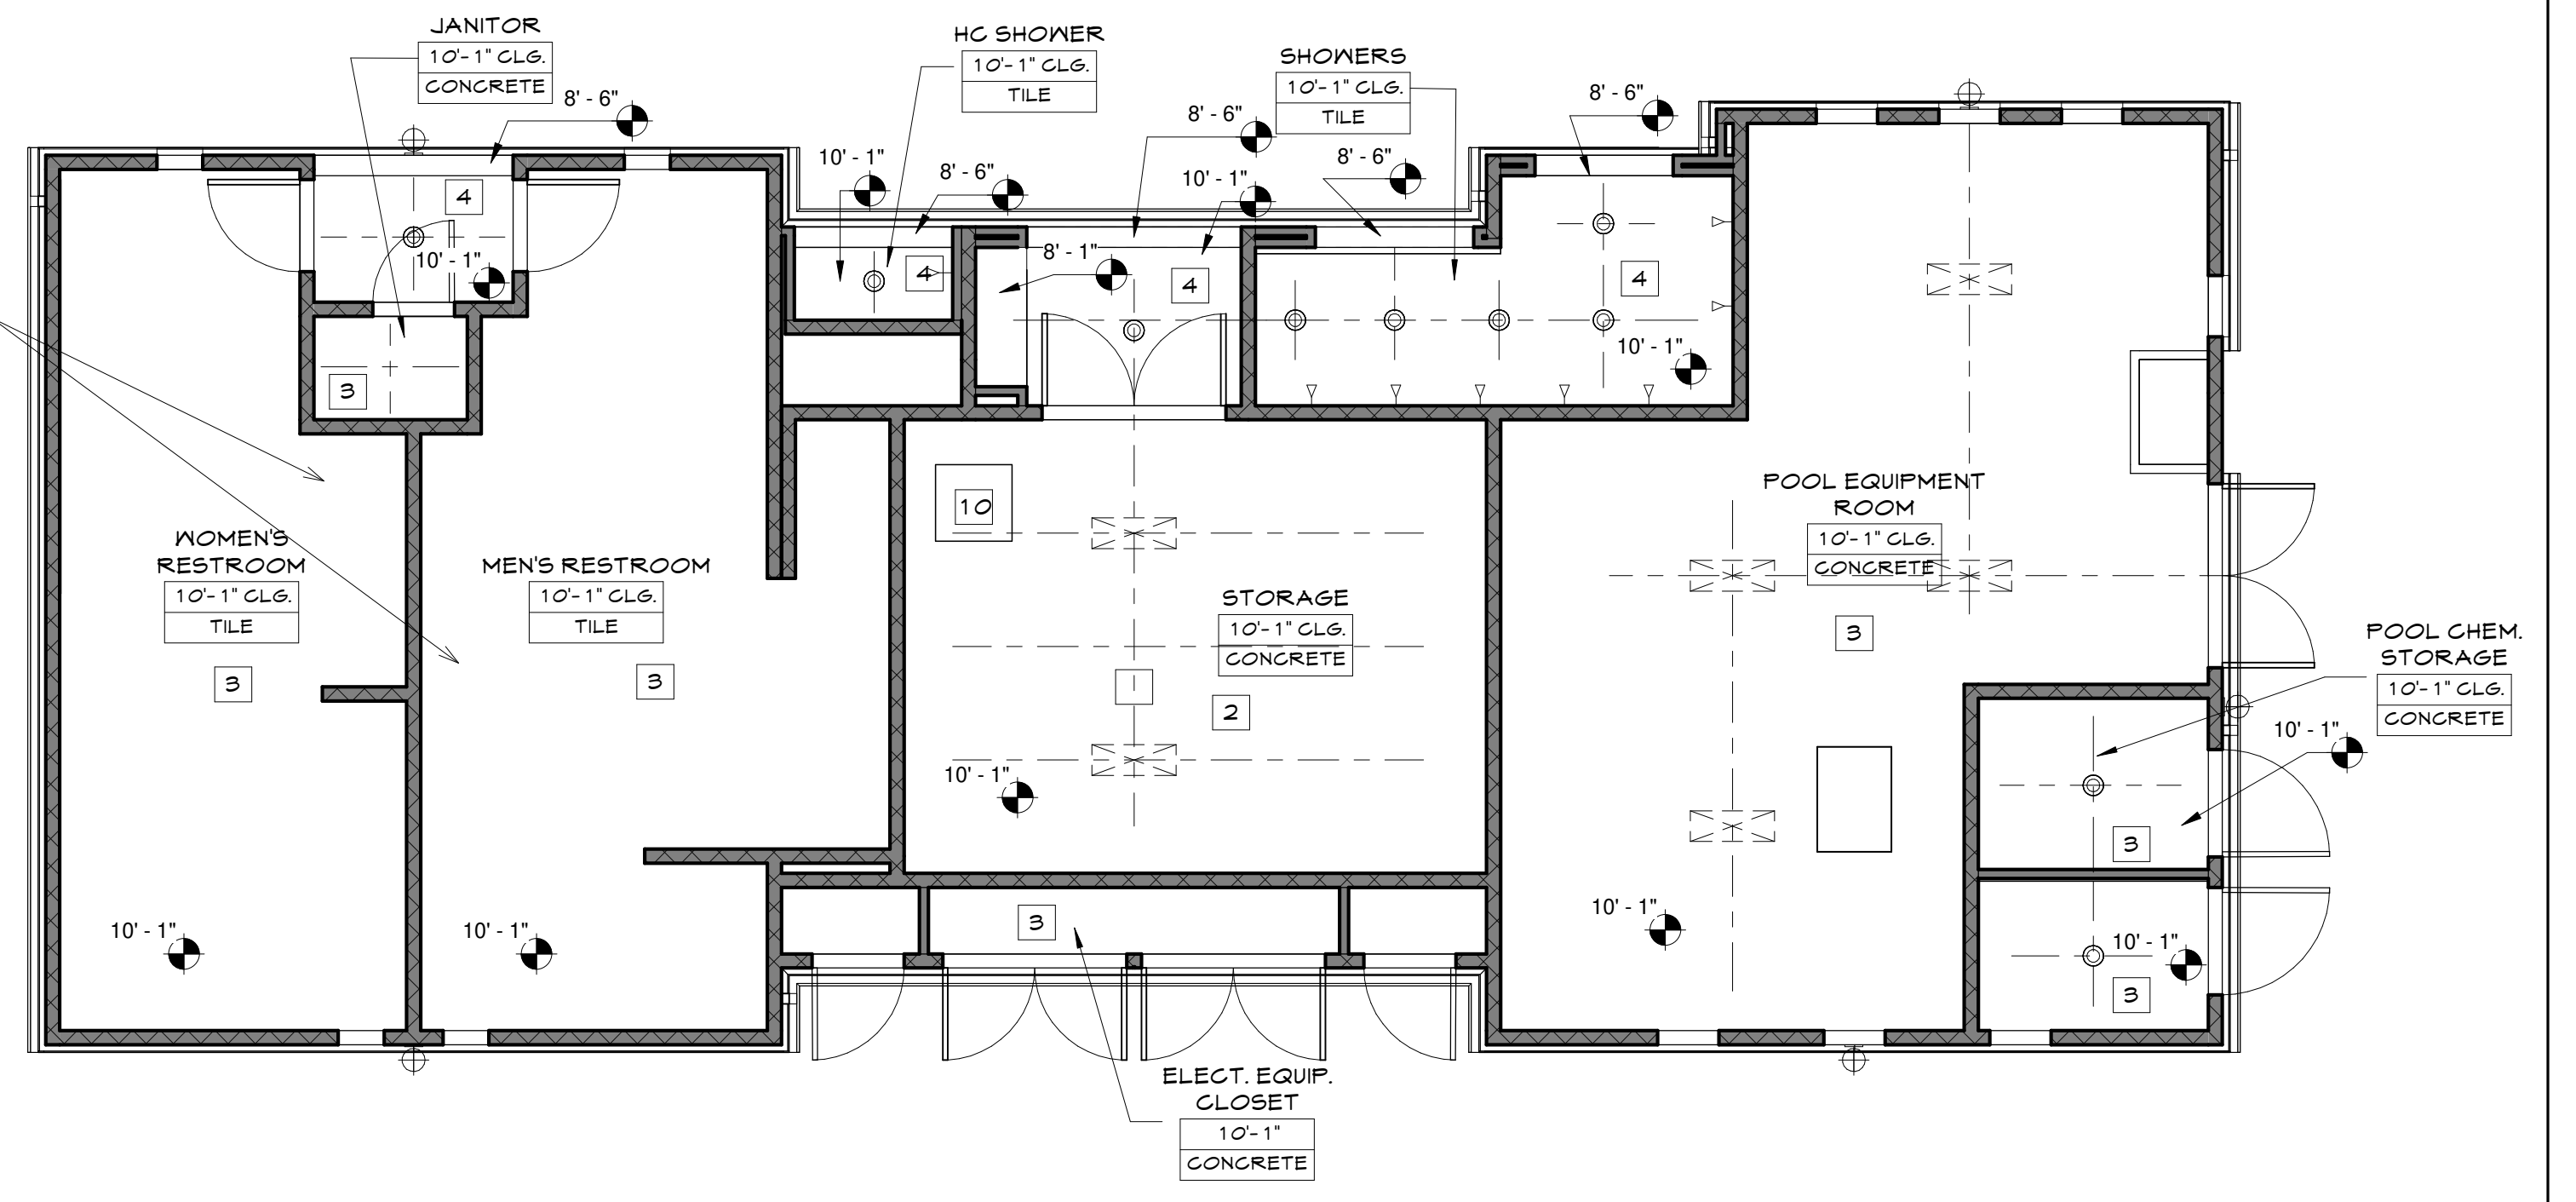 JANITOR
10'-1" CLG.
CONCRETE
8' - 6"
HC SHOWER
10'-1" CLG.
TILE
SHOWERS
10'-1" CLG.
TILE
8' - 6"
8' - 6"
10' - 1"
8' - 6"
10' - 1"
8' - 6"
4
10' - 1"
4
8' - 1"
4
4
10' - 1"
3
10
POOL EQUIPMENT
ROOM
10'-1" CLG.
CONCRETE
3
WOMEN'S
RESTROOM
10'-1" CLG.
TILE
3
MEN'S RESTROOM
10'-1" CLG.
TILE
3
STORAGE
10'-1" CLG.
CONCRETE
2
10' - 1"
POOL CHEM.
STORAGE
10'-1" CLG.
CONCRETE
10' - 1"
3
10' - 1"
10' - 1"
3
10' - 1"
10' - 1"
3
ELECT. EQUIP.
CLOSET
10'-1"
CONCRETE